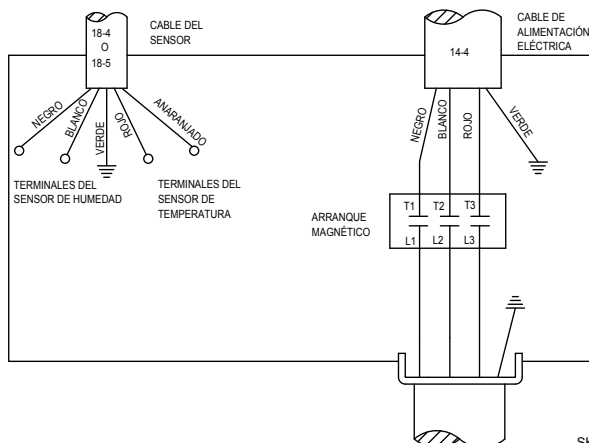 18-4
O
18-5
CABLE DEL
SENSOR
NEGRO
BLANCO
VERDE
ROJO
ANARANJADO
TERMINALES DEL
SENSOR DE HUMEDAD
TERMINALES DEL
SENSOR DE
TEMPERATURA
14-4
CABLE DE
ALIMENTACIÓN
ELÉCTRICA
NEGRO
BLANCO
ROJO
VERDE
ARRANQUE
MAGNÉTICO
T1 T2 T3
L1 L2 L3